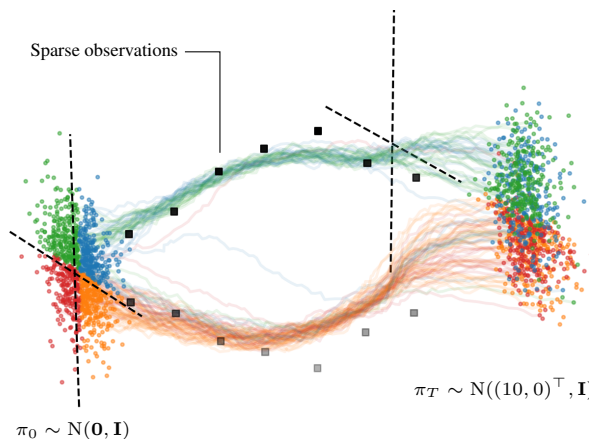 Sparse observations
π_T ∼ N((10, 0)^⊤, I)
π_0 ∼ N(0, I)